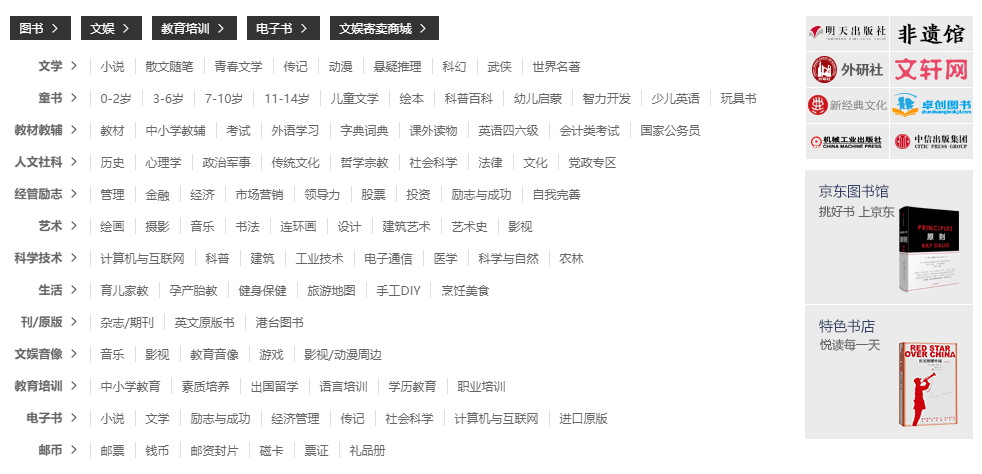 图书 > 文娱 > 教育培训 > 电子书 > 文娱寄卖商城 >
文学 > 小说 散文随笔 青春文学 传记 动漫 悬疑推理 科幻 武侠 世界名著
童书 > 0-2岁 3-6岁 7-10岁 11-14岁 儿童文学 绘本 科普百科 幼儿启蒙 智力开发 少儿英语 玩具书
教材教辅 > 教材 中小学教辅 考试 外语学习 字典词典 课外读物 英语四六级 会计类考试 国家公务员
人文社科 > 历史 心理学 政治军事 传统文化 哲学宗教 社会科学 法律 文化 党政专区
经管励志 > 管理 金融 经济 市场营销 领导力 股票 投资 励志与成功 自我完善
艺术 > 绘画 摄影 音乐 书法 连环画 设计 建筑艺术 艺术史 影视
科学技术 > 计算机与互联网 科普 建筑 工业技术 电子通信 医学 科学与自然 农林
生活 > 育儿家教 孕产胎教 健身保健 旅游地图 手工DIY 烹饪美食
刊/原版 > 杂志/期刊 英文原版书 港台图书
文娱音像 > 音乐 影视 教育音像 游戏 影视/动漫周边
教育培训 > 中小学教育 素质培养 出国留学 语言培训 学历教育 职业培训
电子书 > 小说 文学 励志与成功 经济管理 传记 社会科学 计算机与互联网 进口原版
邮币 > 邮票 钱币 邮资封片 磁卡 票证 礼品册
明天出版社 非遗馆
外研社 文轩网
新经典文化 卓创图书
机械工业出版社 中信出版集团
CHINA MACHINE PRESS CITIC PRESS GROUP
京东图书馆
挑好书 上京东
PRINCIPLES
原则
RAY DALIO
特色书店
悦读每一天
RED STAR
OVER CHINA